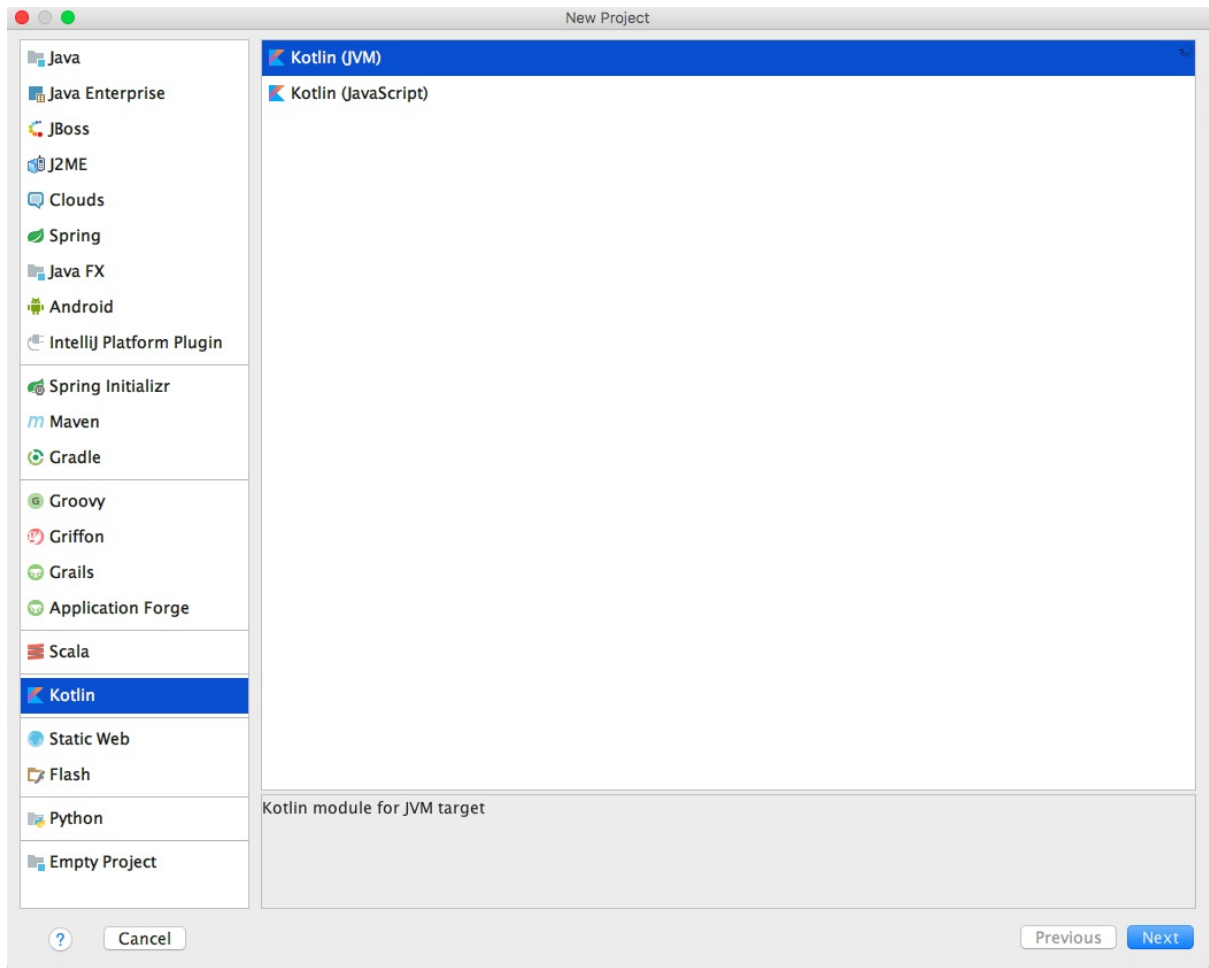 New Project
Java
Java Enterprise
JBoss
J2ME
Clouds
Spring
Java FX
Android
IntelliJ Platform Plugin
Spring Initializr
m Maven
Gradle
G Groovy
Griffon
Grails
Application Forge
Scala
Kotlin
Static Web
Flash
Python
Empty Project
Kotlin (JVM)
Kotlin (JavaScript)
Kotlin module for JVM target
? Cancel Previous Next